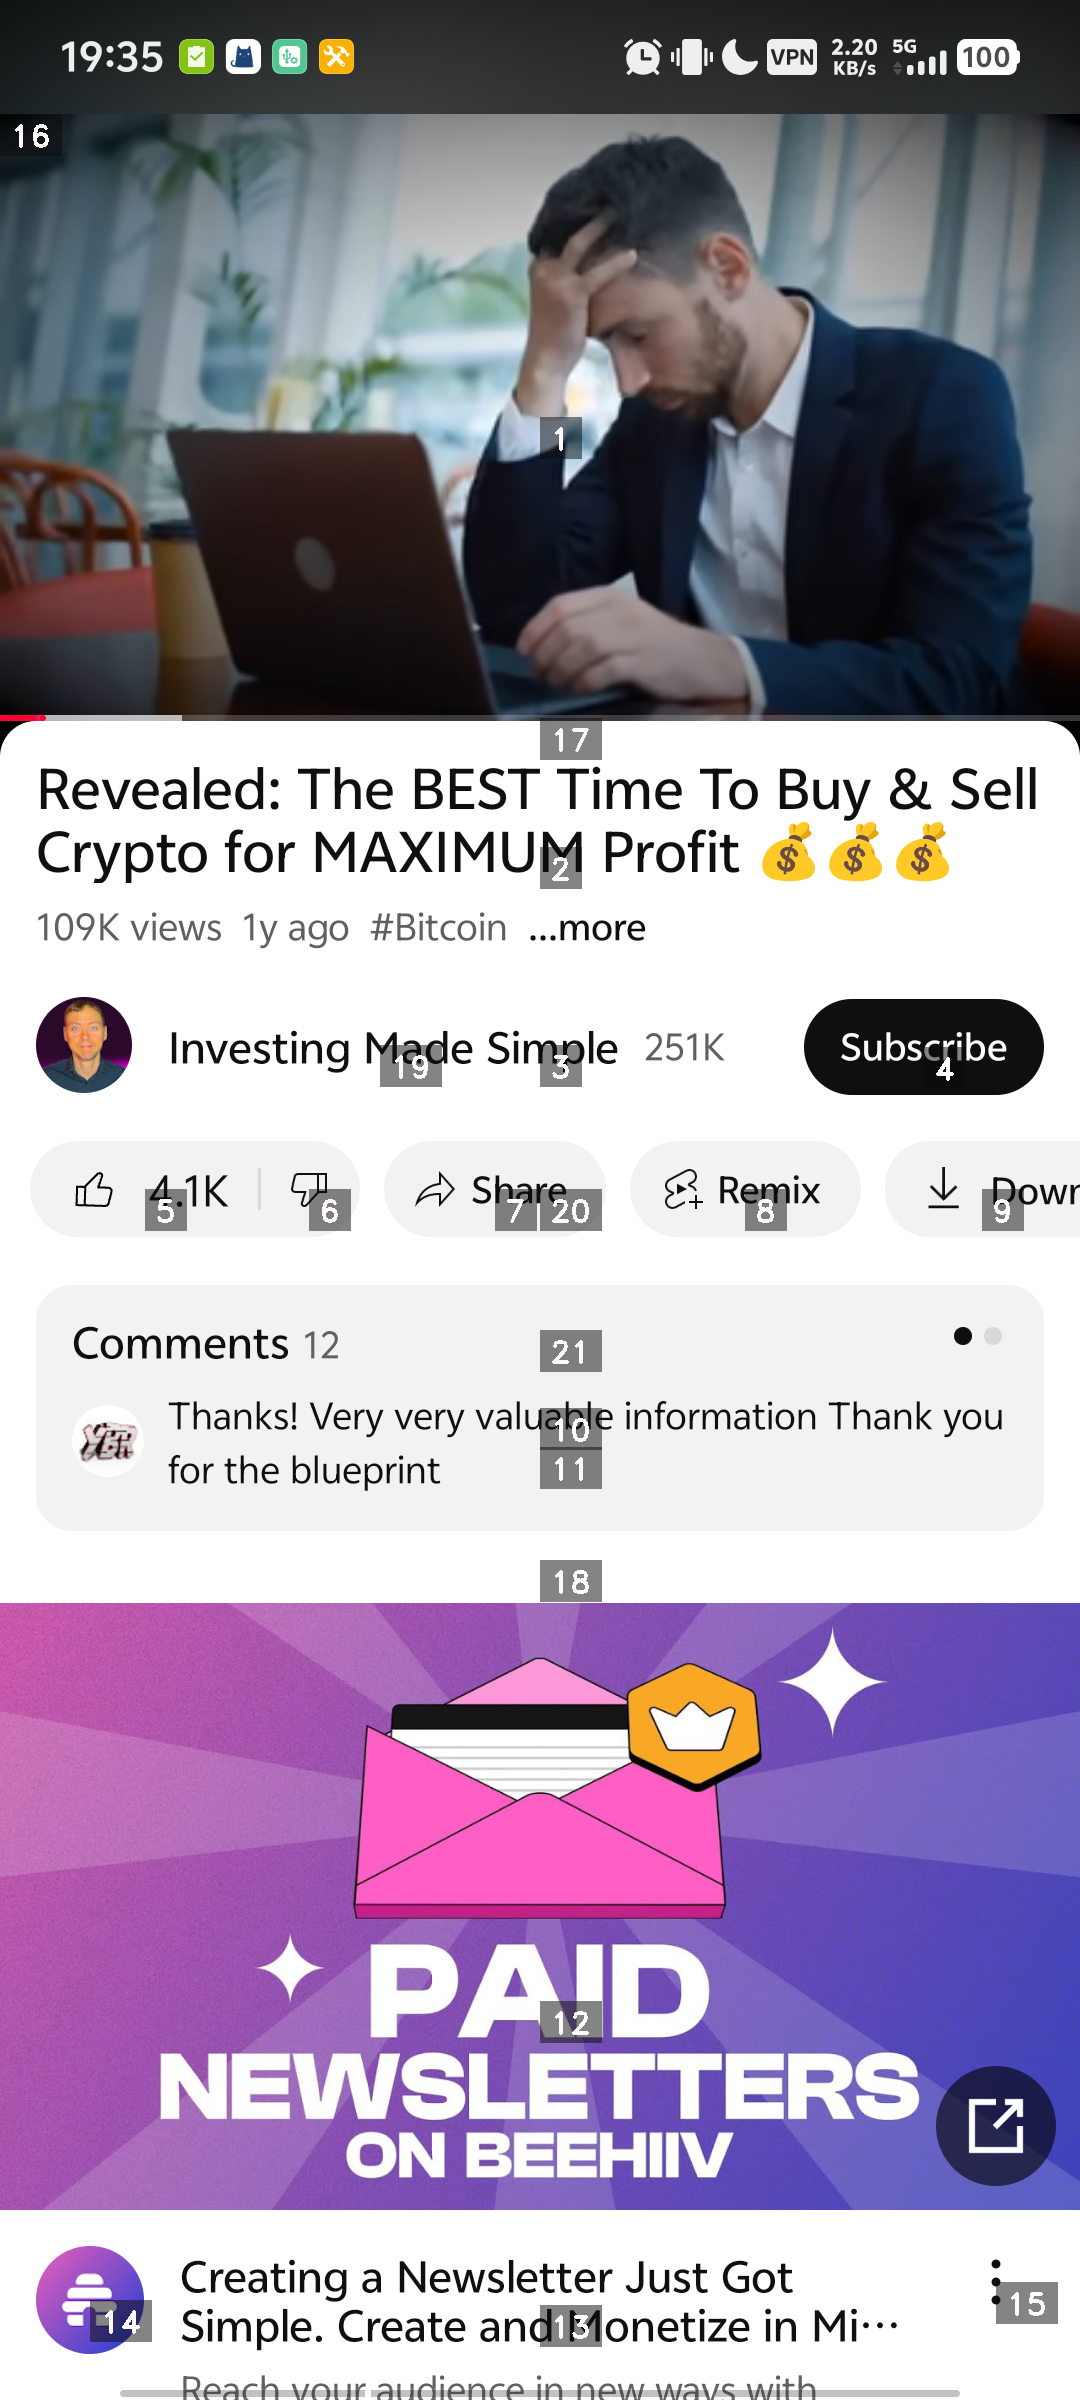 19:35
VPN
2.20 KB/s
5G
100
16
1
17
Revealed: The BEST Time To Buy & Sell
Crypto for MAXIMUM Profit 💰💰💰
2
109K views 1y ago #Bitcoin ...more
Investing Made Simple 251K
Subscribe
19
3
4
4.1K
Share
Remix
Down
5
6
7
20
8
9
Comments 12
21
Thanks! Very very valuable information Thank you
10
for the blueprint
11
18
PAID
12
NEWSLETTERS
ON BEEHIIV
Creating a Newsletter Just Got
Simple. Create and Monetize in Mi...
14
13
15
Reach your audience in new ways with